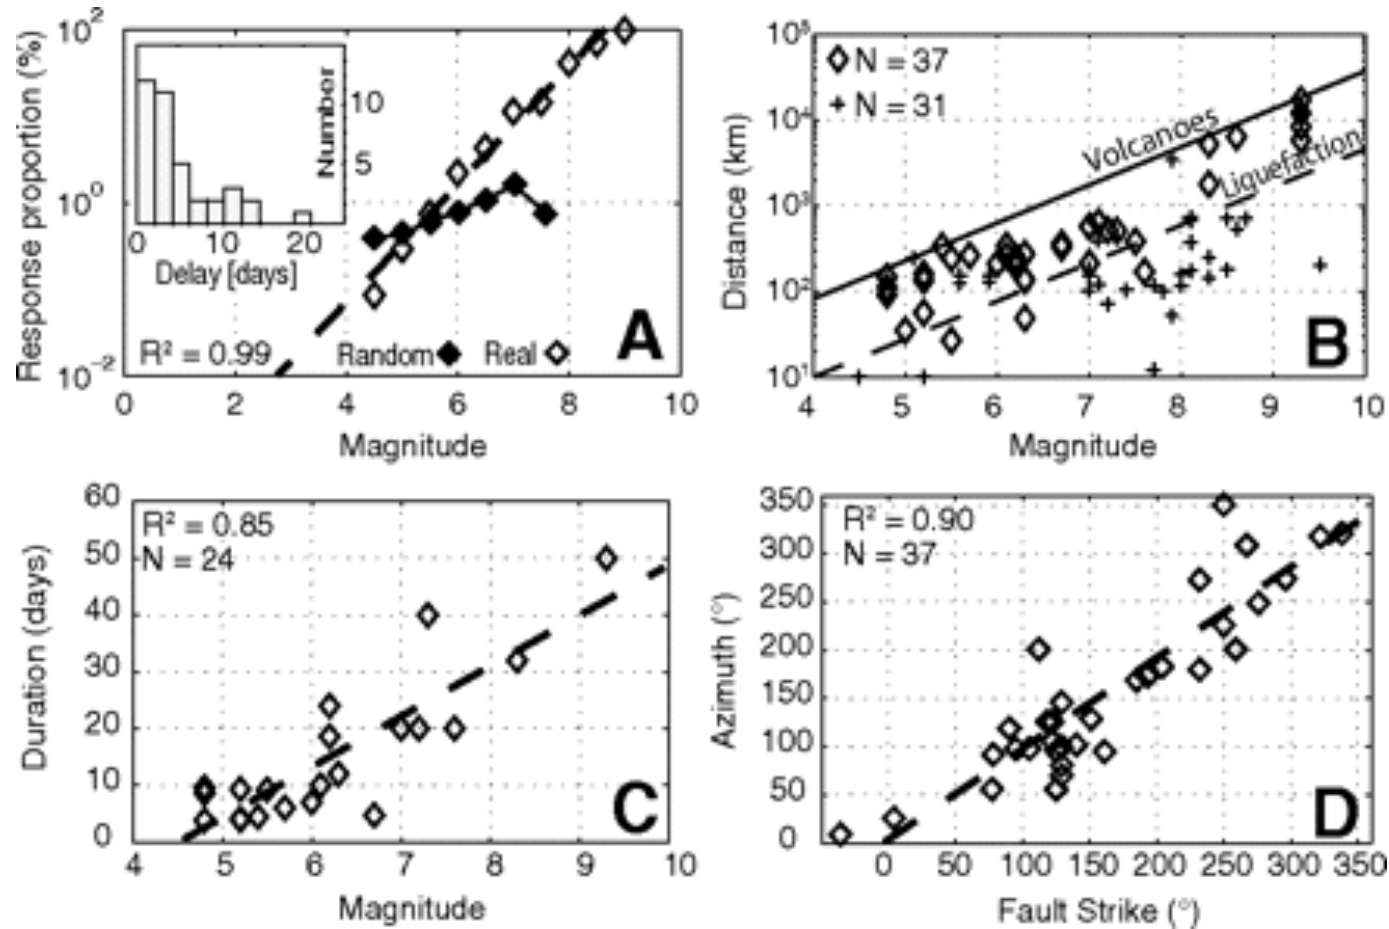 Response proportion (%)
10²
10⁰
10⁻²
Number
10
5
0 10 20
Delay [days]
R² = 0.99
Random Real
A
0 2 4 6 8 10
Magnitude
Distance (km)
10⁵
10⁴
10³
10²
10¹
N = 37
N = 31
Volcanoes
Liquefaction
B
4 5 6 7 8 9 10
Magnitude
Duration (days)
60
50
40
30
20
10
0
R² = 0.85
N = 24
C
4 5 6 7 8 9 10
Magnitude
Azimuth (°)
350
300
250
200
150
100
50
0
R² = 0.90
N = 37
D
0 50 100 150 200 250 300 350
Fault Strike (°)